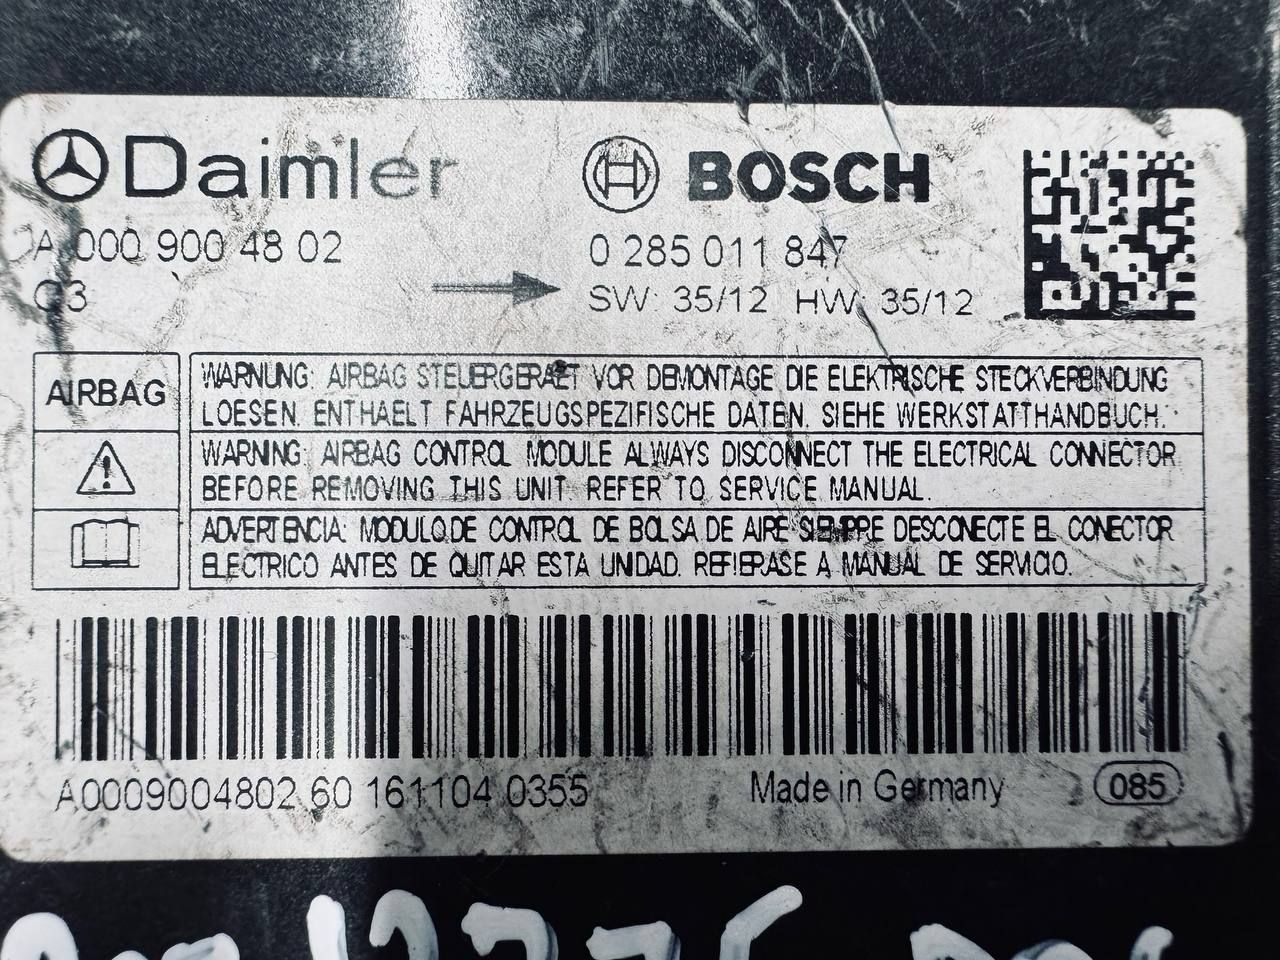 Daimler
BOSCH
A 000 900 48 02
0 285 011 847
Q3
SW: 35/12 HW: 35/12
AIRBAG
WARNUNG: AIRBAG STEUERGERAET VOR DEMONTAGE DIE ELEKTRISCHE STECKVERBINDUNG
LOESEN. ENTHAELT FAHRZEUGSPEZIFISCHE DATEN. SIEHE WERKSTATTHANDBUCH.
WARNING: AIRBAG CONTROL MODULE ALWAYS DISCONNECT THE ELECTRICAL CONNECTOR
BEFORE REMOVING THIS UNIT. REFER TO SERVICE MANUAL.
ADVERTENCIA: MODULO DE CONTROL DE BOLSA DE AIRE SIEMPRE DESCONECTE EL CONECTOR
ELECTRICO ANTES DE QUITAR ESTA UNIDAD. REFIERASE A MANUAL DE SERVICIO.
A0009004802 60 161104 0355
Made in Germany
085